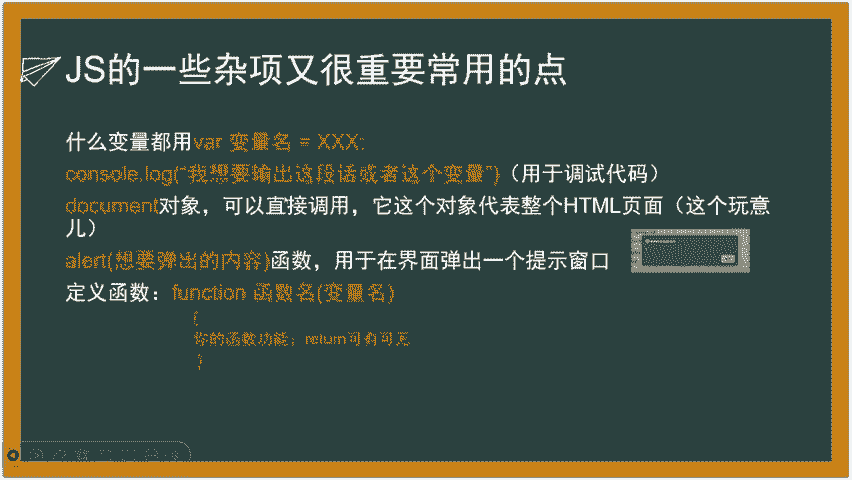 JS的一些杂项又很重要常用的点
什么变量都用var 变量名 = XXX;
console.log("我想要输出这段话或者这个变量")（用于调试代码）
document对象，可以直接调用，它这个对象代表整个HTML页面（这个玩意
儿）
alert(想要弹出的内容)函数，用于在界面弹出一个提示窗口
定义函数：function 函数名(变量名)
{
你的函数功能；return可有可无
}